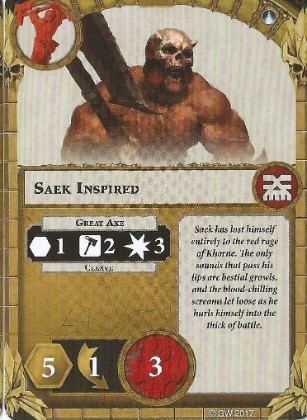 SAEK INSPIRED
GREAT AXE
1 2 3
CLEAVE
Saek has lost himself
entirely to the red rage
of Khorne. The only
sounds that pass his
lips are bestial growls,
and the blood-chilling
screams let loose as he
hurls himself into the
thick of battle.
5 1 3
© GW 2017